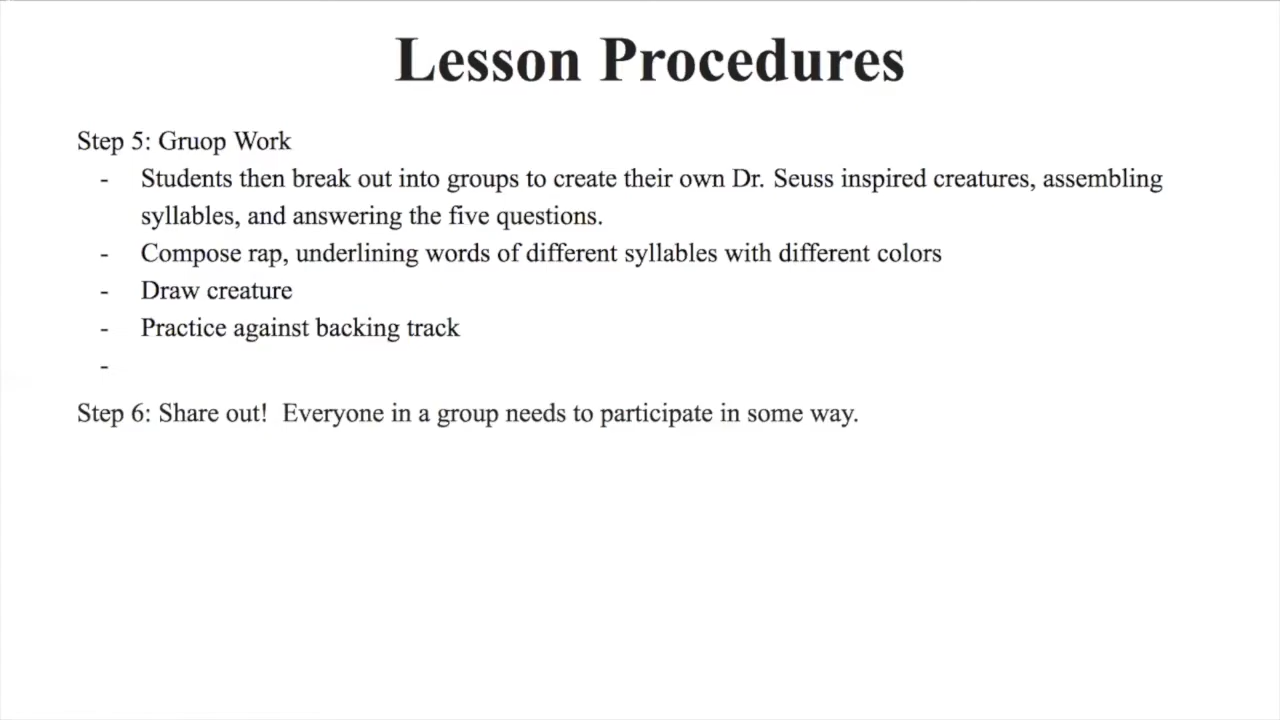 Lesson Procedures
Step 5: Gruop Work
- Students then break out into groups to create their own Dr. Seuss inspired creatures, assembling
syllables, and answering the five questions.
- Compose rap, underlining words of different syllables with different colors
- Draw creature
- Practice against backing track
-
Step 6: Share out!  Everyone in a group needs to participate in some way.